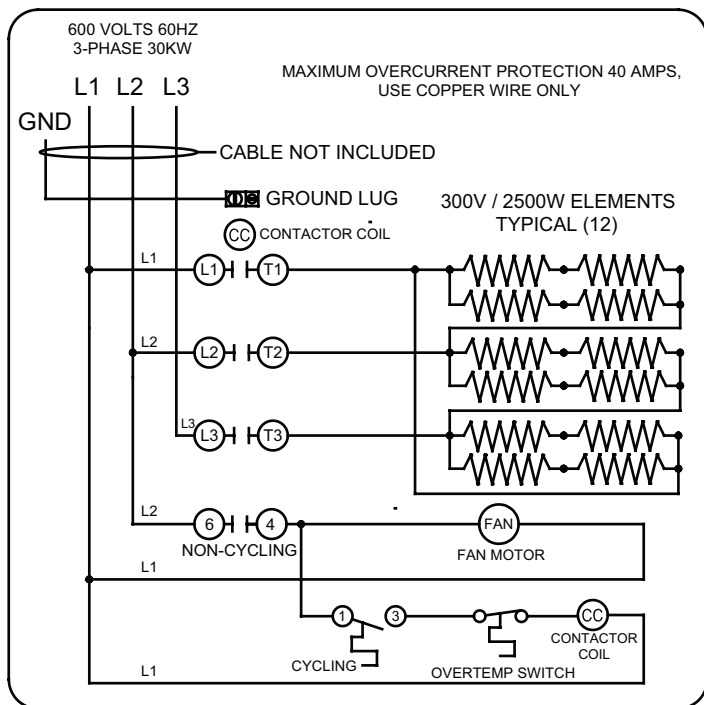 600 VOLTS 60HZ
3-PHASE 30KW
L1 L2 L3
MAXIMUM OVERCURRENT PROTECTION 40 AMPS,
USE COPPER WIRE ONLY
GND
CABLE NOT INCLUDED
GROUND LUG
300V / 2500W ELEMENTS
TYPICAL (12)
CC CONTACTOR COIL
L1 L1 T1
L2 L2 T2
L3 L3 T3
L2 6 4 FAN
NON-CYCLING FAN MOTOR
L1
1 3 CC
CONTACTOR
COIL
CYCLING OVERTEMP SWITCH
L1